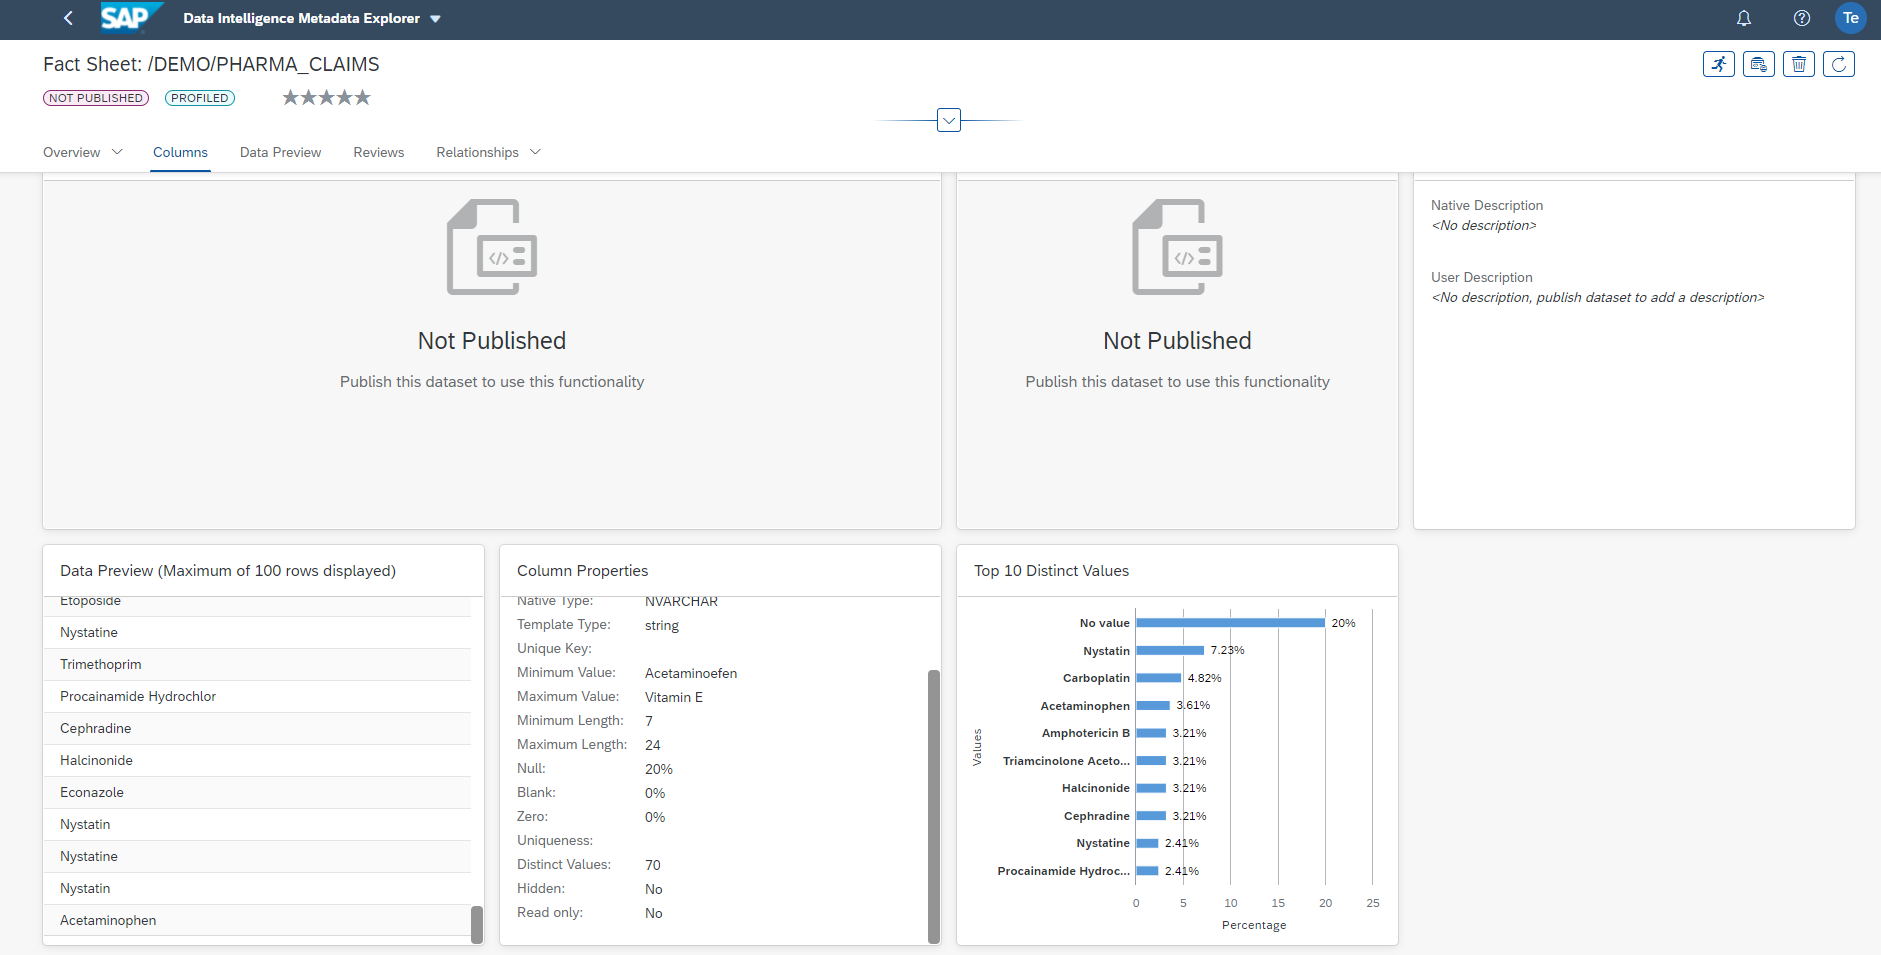 SAP Data Intelligence Metadata Explorer
Te
Fact Sheet: /DEMO/PHARMA_CLAIMS
NOT PUBLISHED PROFILED
Overview Columns Data Preview Reviews Relationships
</>
Not Published
Publish this dataset to use this functionality
</>
Not Published
Publish this dataset to use this functionality
Native Description
<No description>
User Description
<No description, publish dataset to add a description>
Data Preview (Maximum of 100 rows displayed)
Etoposide
Nystatine
Trimethoprim
Procainamide Hydrochlor
Cephradine
Halcinonide
Econazole
Nystatin
Nystatine
Nystatin
Acetaminophen
Column Properties
Native Type: NVARCHAR
Template Type: string
Unique Key:
Minimum Value: Acetaminoefen
Maximum Value: Vitamin E
Minimum Length: 7
Maximum Length: 24
Null: 20%
Blank: 0%
Zero: 0%
Uniqueness:
Distinct Values: 70
Hidden: No
Read only: No
Top 10 Distinct Values
Values
No value 20%
Nystatin 7.23%
Carboplatin 4.82%
Acetaminophen 3.61%
Amphotericin B 3.21%
Triamcinolone Aceto... 3.21%
Halcinonide 3.21%
Cephradine 3.21%
Nystatine 2.41%
Procainamide Hydroc... 2.41%
0 5 10 15 20 25
Percentage